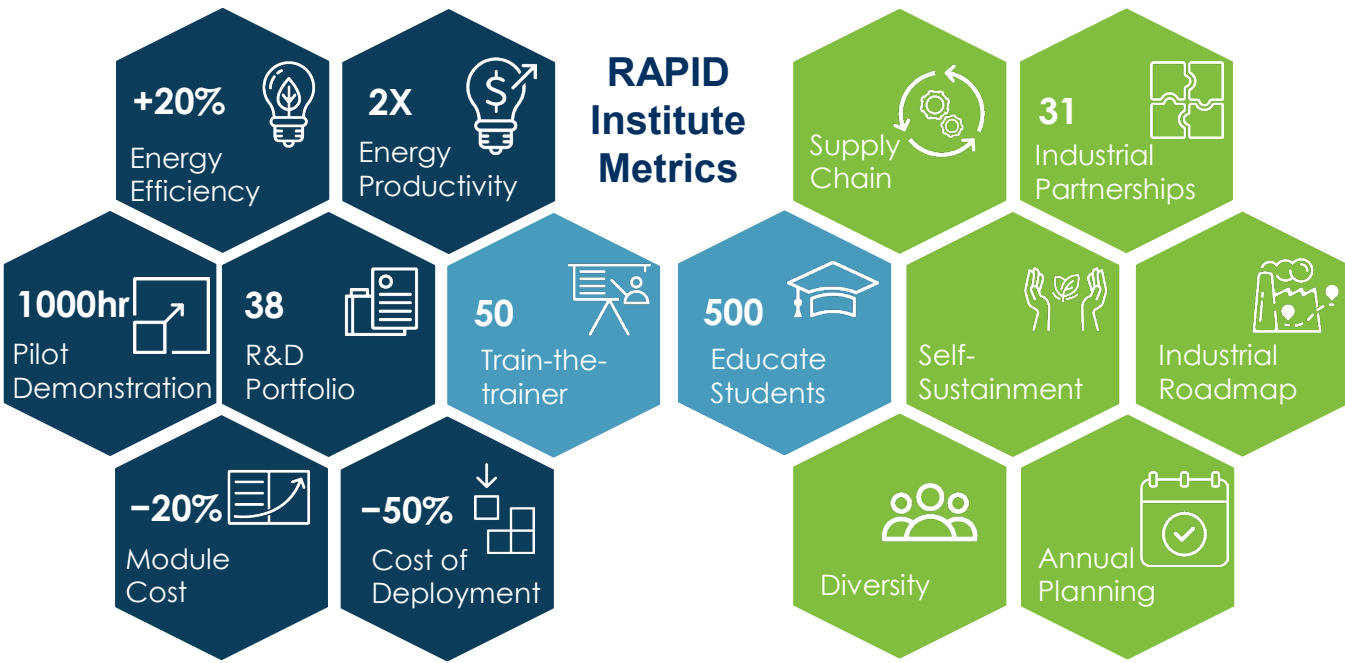 RAPID
Institute
Metrics
+20%
Energy
Efficiency
2X
Energy
Productivity
1000hr
Pilot
Demonstration
38
R&D
Portfolio
50
Train-the-
trainer
−20%
Module
Cost
−50%
Cost of
Deployment
Supply
Chain
31
Industrial
Partnerships
500
Educate
Students
Self-
Sustainment
Industrial
Roadmap
Diversity
Annual
Planning